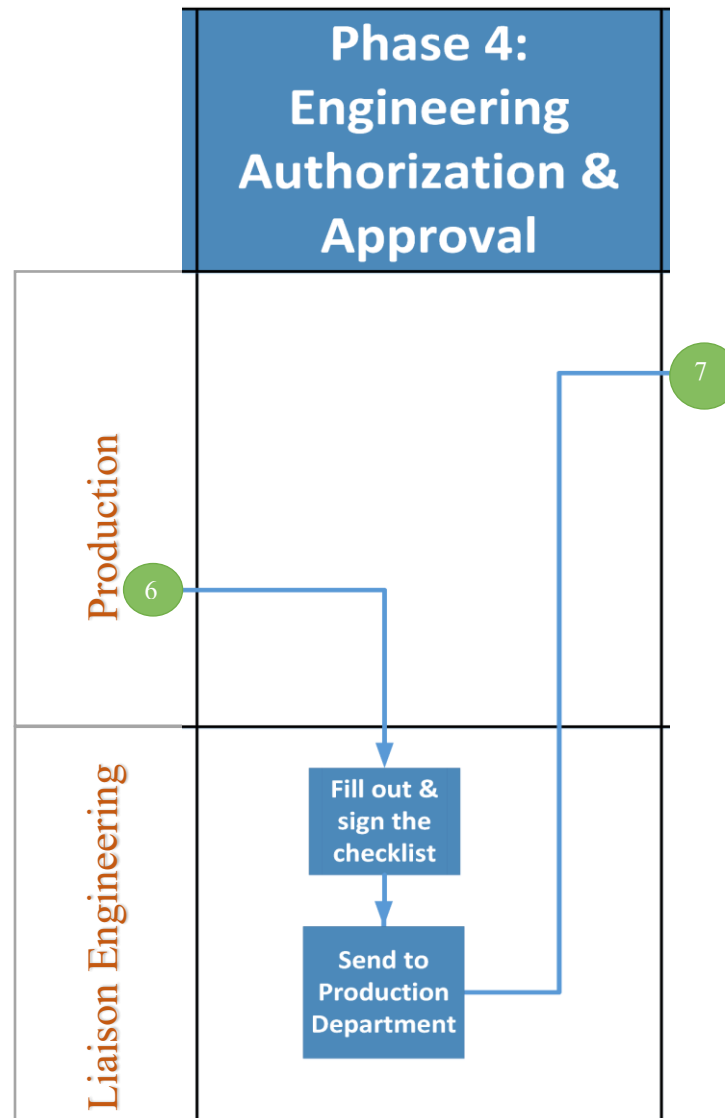 Phase 4:
Engineering
Authorization &
Approval
7
Production
6
Liaison Engineering
Fill out &
sign the
checklist
Send to
Production
Department